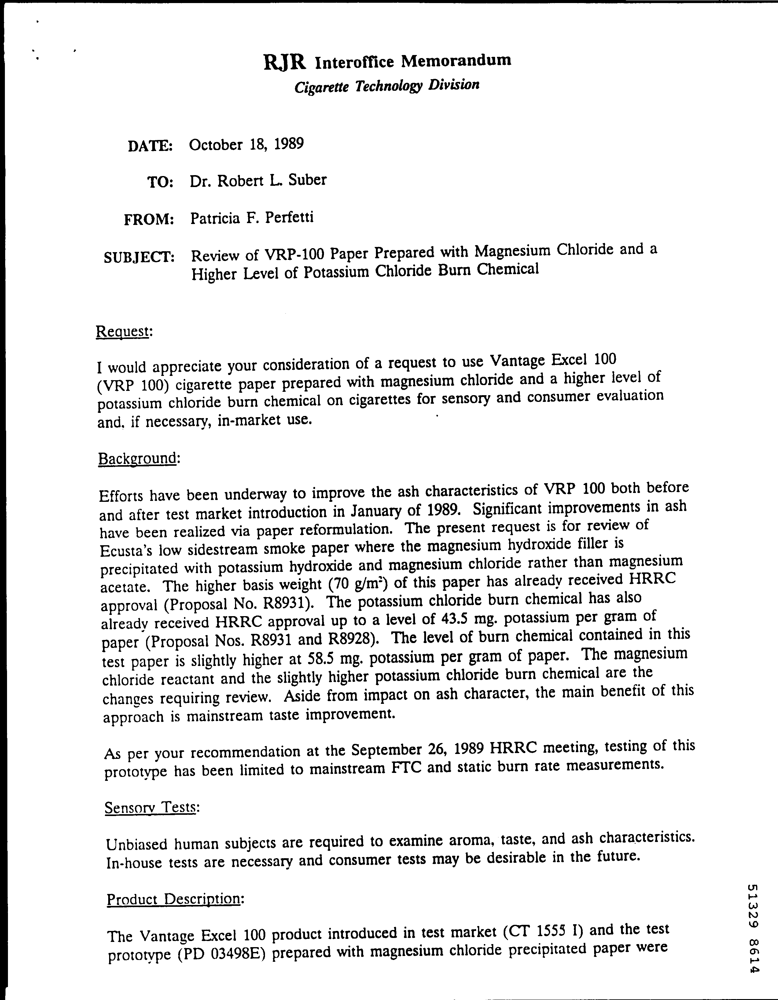 RJR Interoffice Memorandum
Cigarette Technology Division
DATE: October 18, 1989
TO: Dr. Robert L. Suber
FROM: Patricia F. Perfetti
SUBJECT: Review of VRP-100 Paper Prepared with Magnesium Chloride and a
Higher Level of Potassium Chloride Burn Chemical
Request:
I would appreciate your consideration of a request to use Vantage Excel 100
(VRP 100) cigarette paper prepared with magnesium chloride and a higher level of
potassium chloride burn chemical on cigarettes for sensory and consumer evaluation
and, if necessary, in-market use.
Background:
Efforts have been underway to improve the ash characteristics of VRP 100 both before
and after test market introduction in January of 1989. Significant improvements in ash
have been realized via paper reformulation. The present request is for review of
Ecusta's low sidestream smoke paper where the magnesium hydroxide filler is
precipitated with potassium hydroxide and magnesium chloride rather than magnesium
acetate. The higher basis weight (70 g/m²) of this paper has already received HRRC
approval (Proposal No. R8931). The potassium chloride burn chemical has also
already received HRRC approval up to a level of 43.5 mg. potassium per gram of
paper (Proposal Nos. R8931 and R8928). The level of burn chemical contained in this
test paper is slightly higher at 58.5 mg. potassium per gram of paper. The magnesium
chloride reactant and the slightly higher potassium chloride burn chemical are the
changes requiring review. Aside from impact on ash character, the main benefit of this
approach is mainstream taste improvement.
As per your recommendation at the September 26, 1989 HRRC meeting, testing of this
prototype has been limited to mainstream FTC and static burn rate measurements.
Sensory Tests:
Unbiased human subjects are required to examine aroma, taste, and ash characteristics.
In-house tests are necessary and consumer tests may be desirable in the future.
Product Description:
The Vantage Excel 100 product introduced in test market (CT 1555 I) and the test
prototype (PD 03498E) prepared with magnesium chloride precipitated paper were
51329 8614